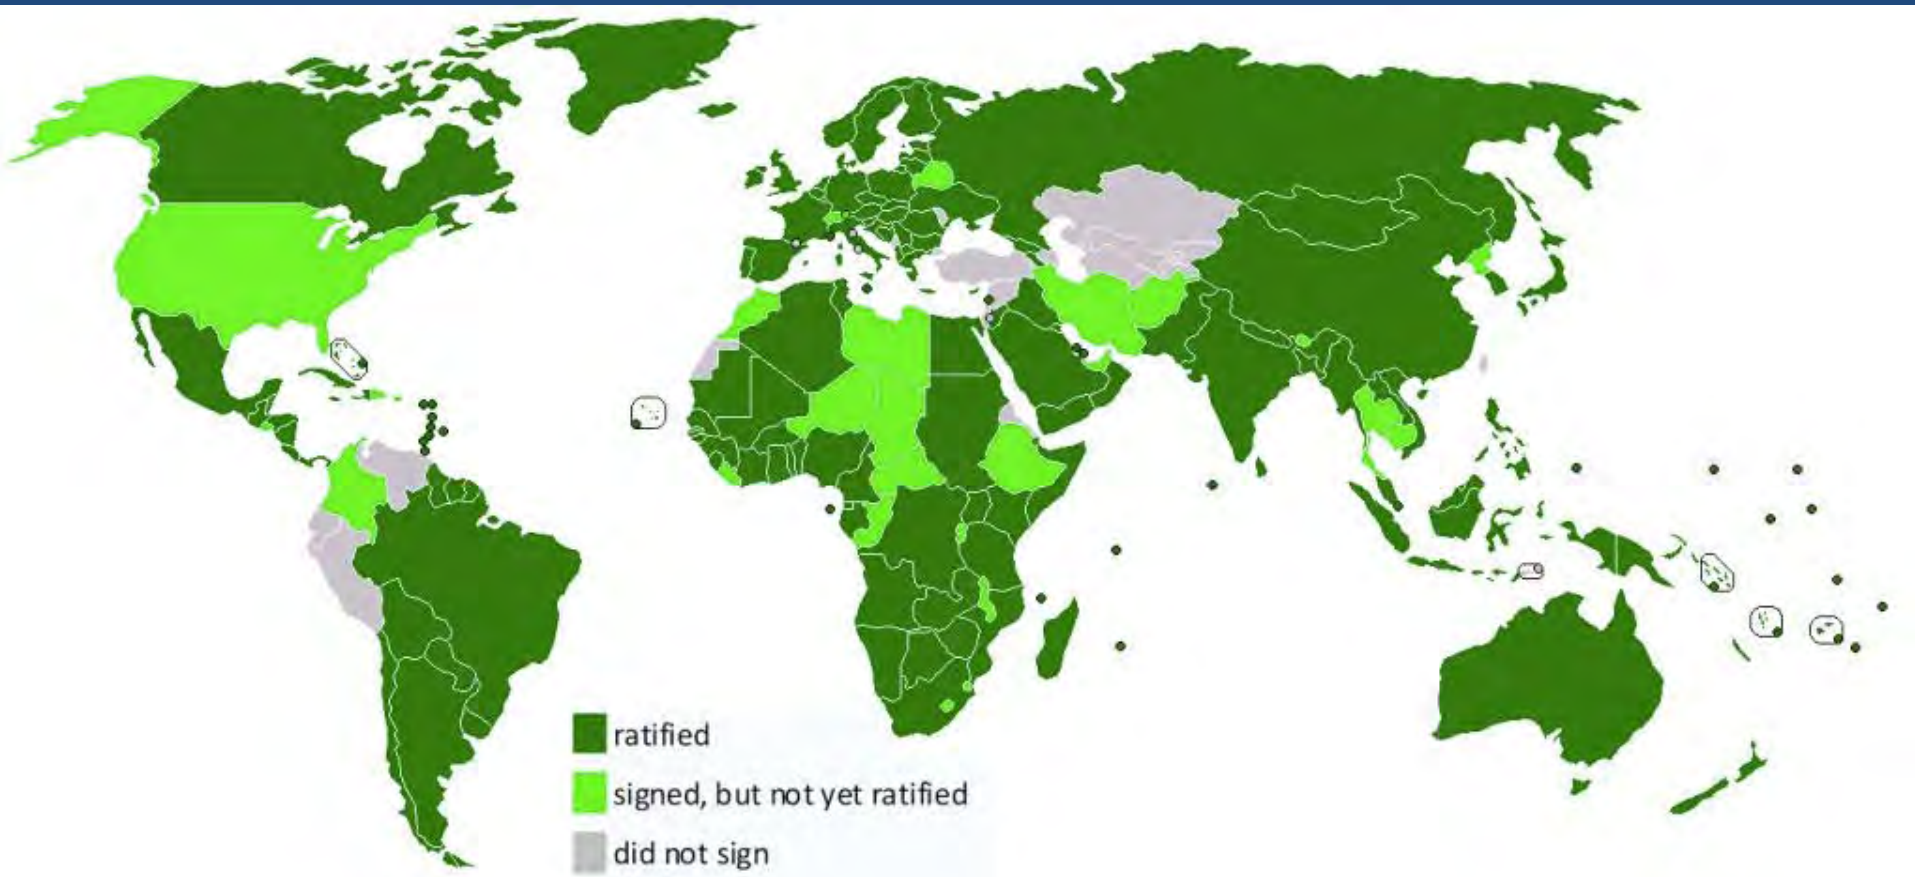 ratified
signed, but not yet ratified
did not sign